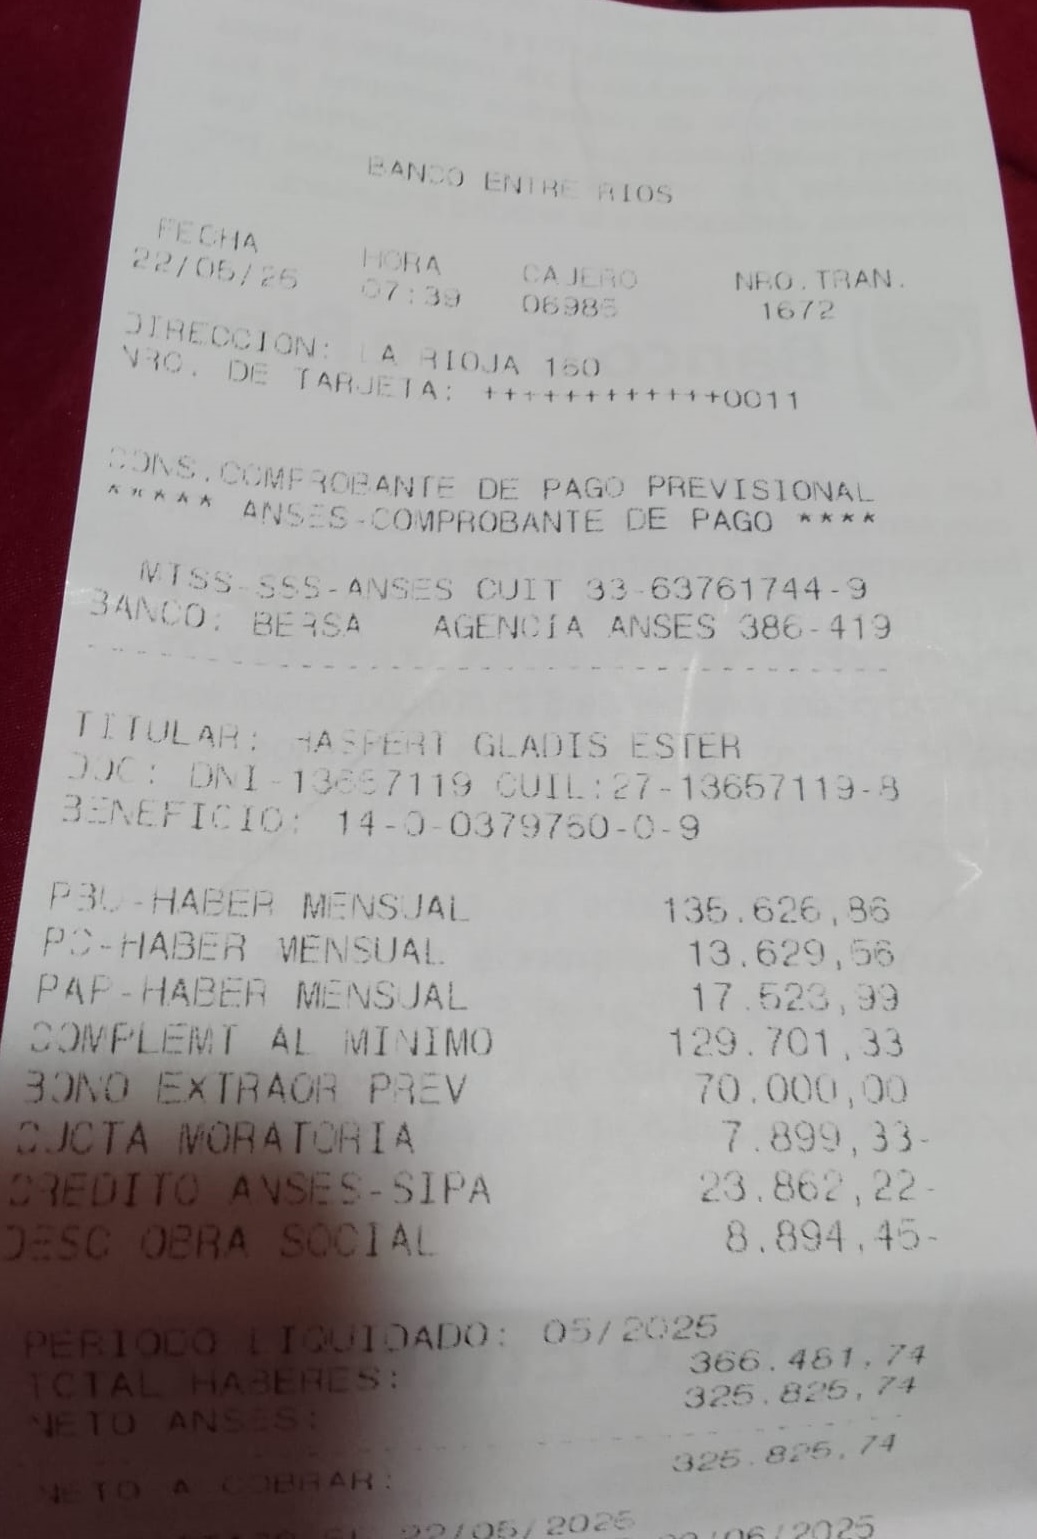 BANCO ENTRE RIOS
FECHA HORA CAJERO NRO.TRAN.
22/05/25 07:39 06985 1672
DIRECCION: LA RIOJA 160
NRO. DE TARJETA: ++++++++++++0011
CONS.COMPROBANTE DE PAGO PREVISIONAL
***** ANSES-COMPROBANTE DE PAGO ****
MTSS-SSS-ANSES CUIT 33-63761744-9
BANCO: BERSA AGENCIA ANSES 386-419
TITULAR: HASPERT GLADIS ESTER
DOC: DNI-13657119 CUIL:27-13657119-8
BENEFICIO: 14-0-0379760-0-9
PBU-HABER MENSUAL 135.626,86
PC-HABER MENSUAL 13.629,56
PAP-HABER MENSUAL 17.523,99
COMPLEMT AL MINIMO 129.701,33
BONO EXTRAOR PREV 70.000,00
CUCTA MORATORIA 7.899,33-
CREDITO ANSES-SIPA 23.862,22-
DESC OBRA SOCIAL 8.894,45-
PERIODO LIQUIDADO: 05/2025
TOTAL HABERES: 366.481,74
NETO ANSES: 325.825,74
NETO A COBRAR: 325.825,74
22/05/2025 /06/2025